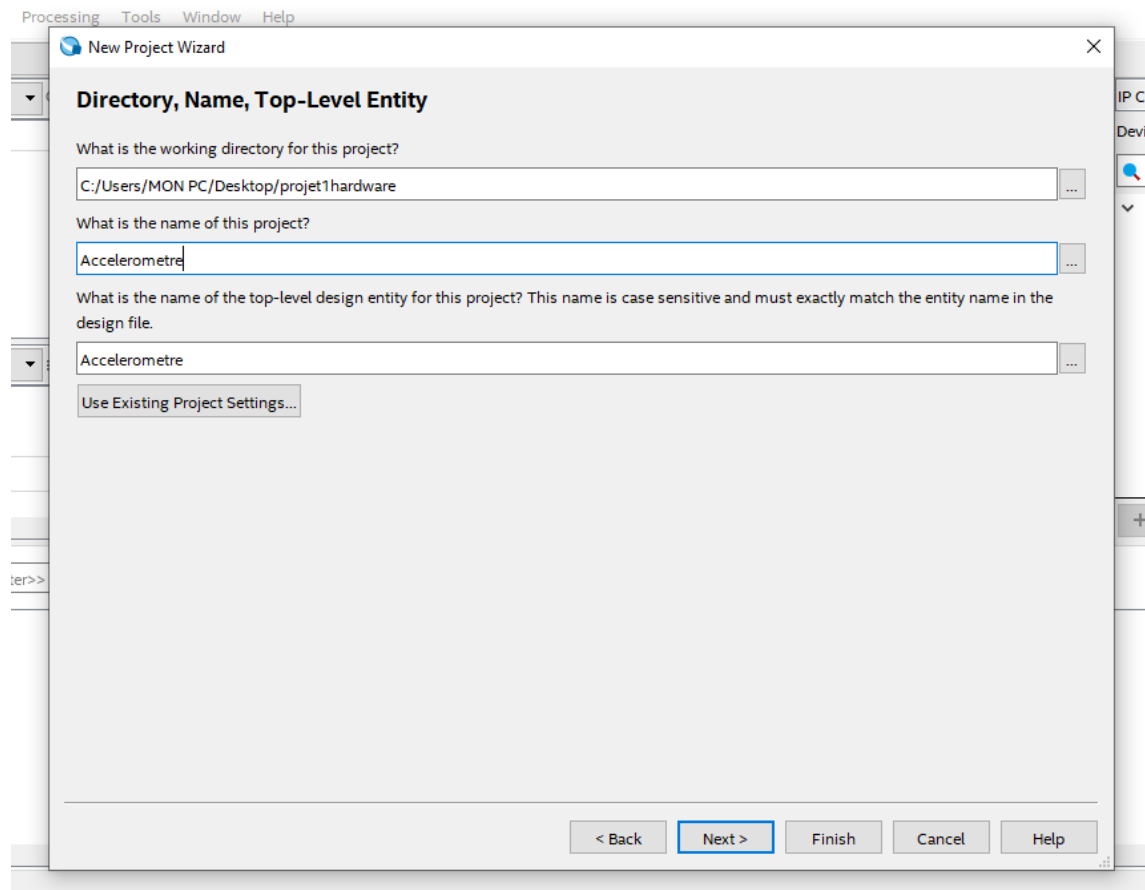 Processing Tools Window Help
New Project Wizard
Directory, Name, Top-Level Entity
IP C
Devi
What is the working directory for this project?
C:/Users/MON PC/Desktop/projet1hardware
...
What is the name of this project?
Accelerometre
...
What is the name of the top-level design entity for this project? This name is case sensitive and must exactly match the entity name in the
design file.
Accelerometre
...
Use Existing Project Settings...
ter>>
< Back Next > Finish Cancel Help